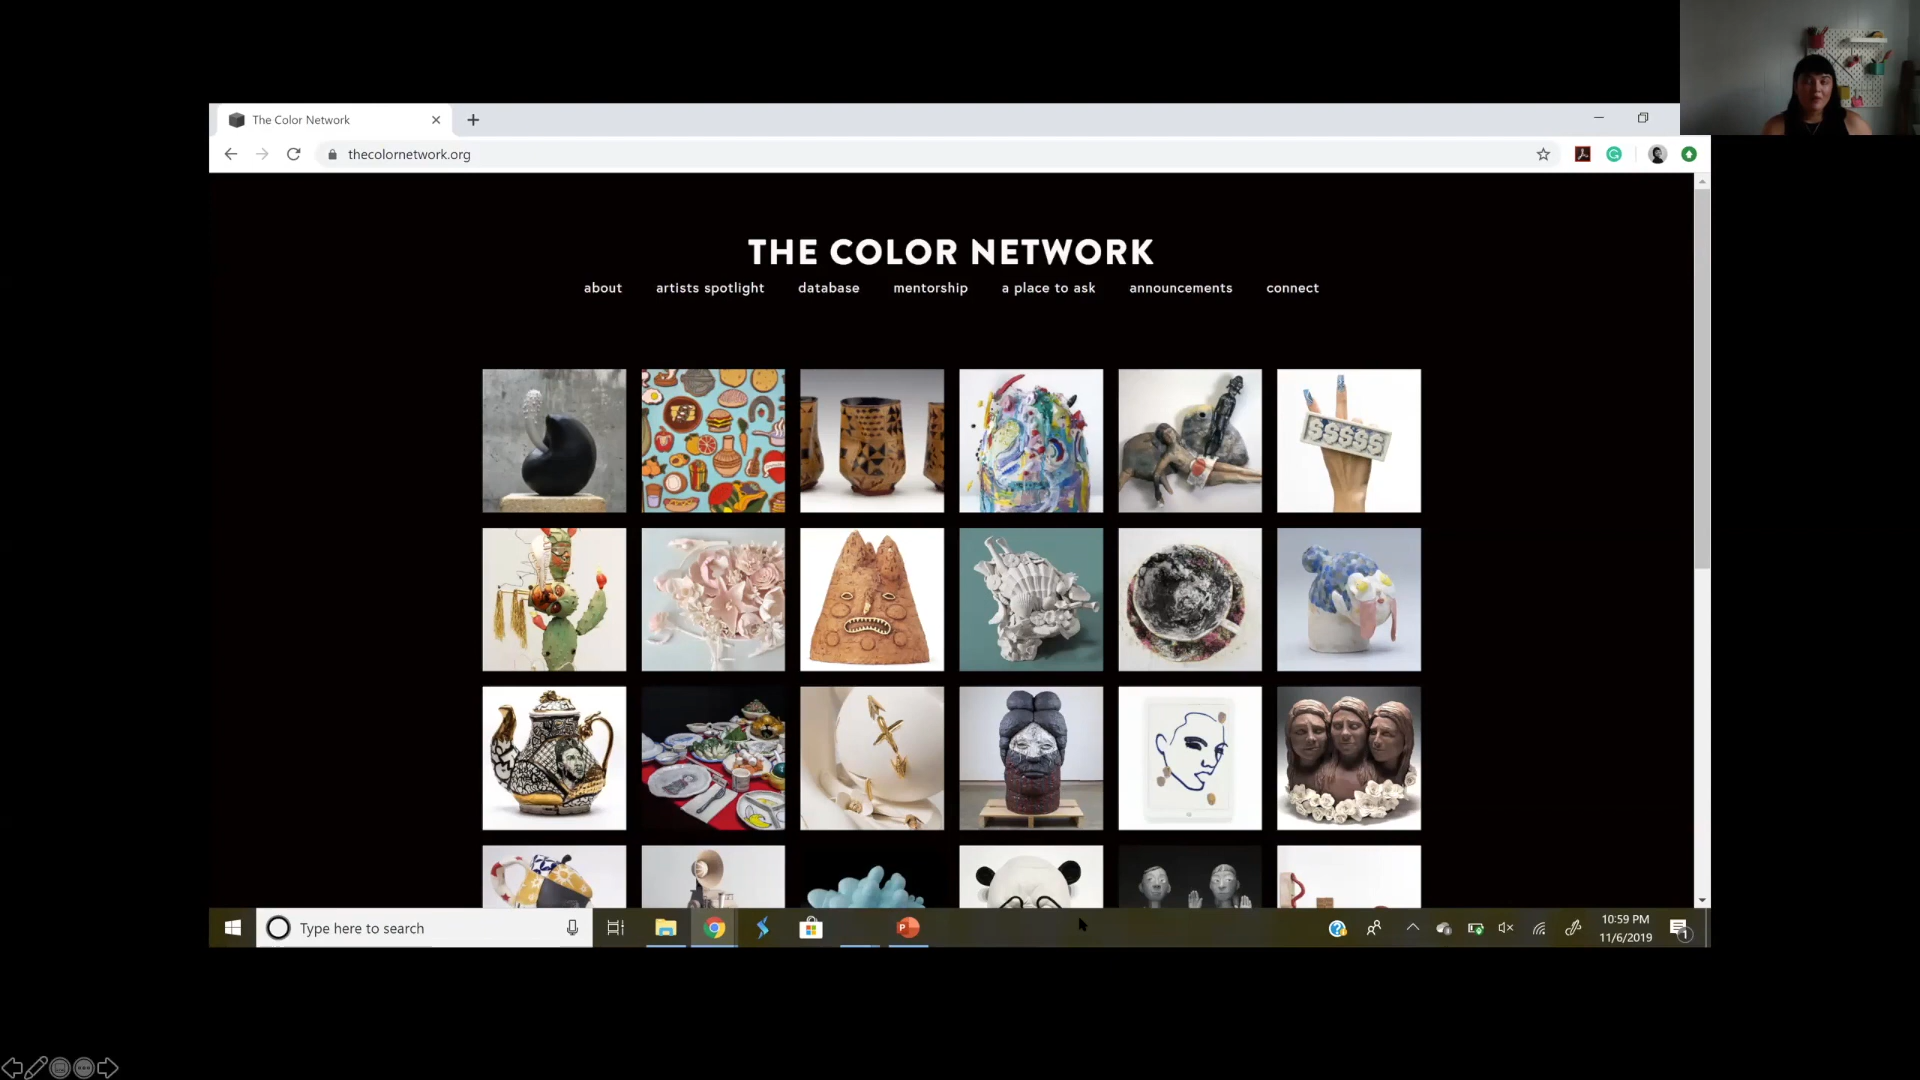 The Color Network
thecolornetwork.org
THE COLOR NETWORK
about artists spotlight database mentorship a place to ask announcements connect
$$$$$
Type here to search
10:59 PM
11/6/2019
1